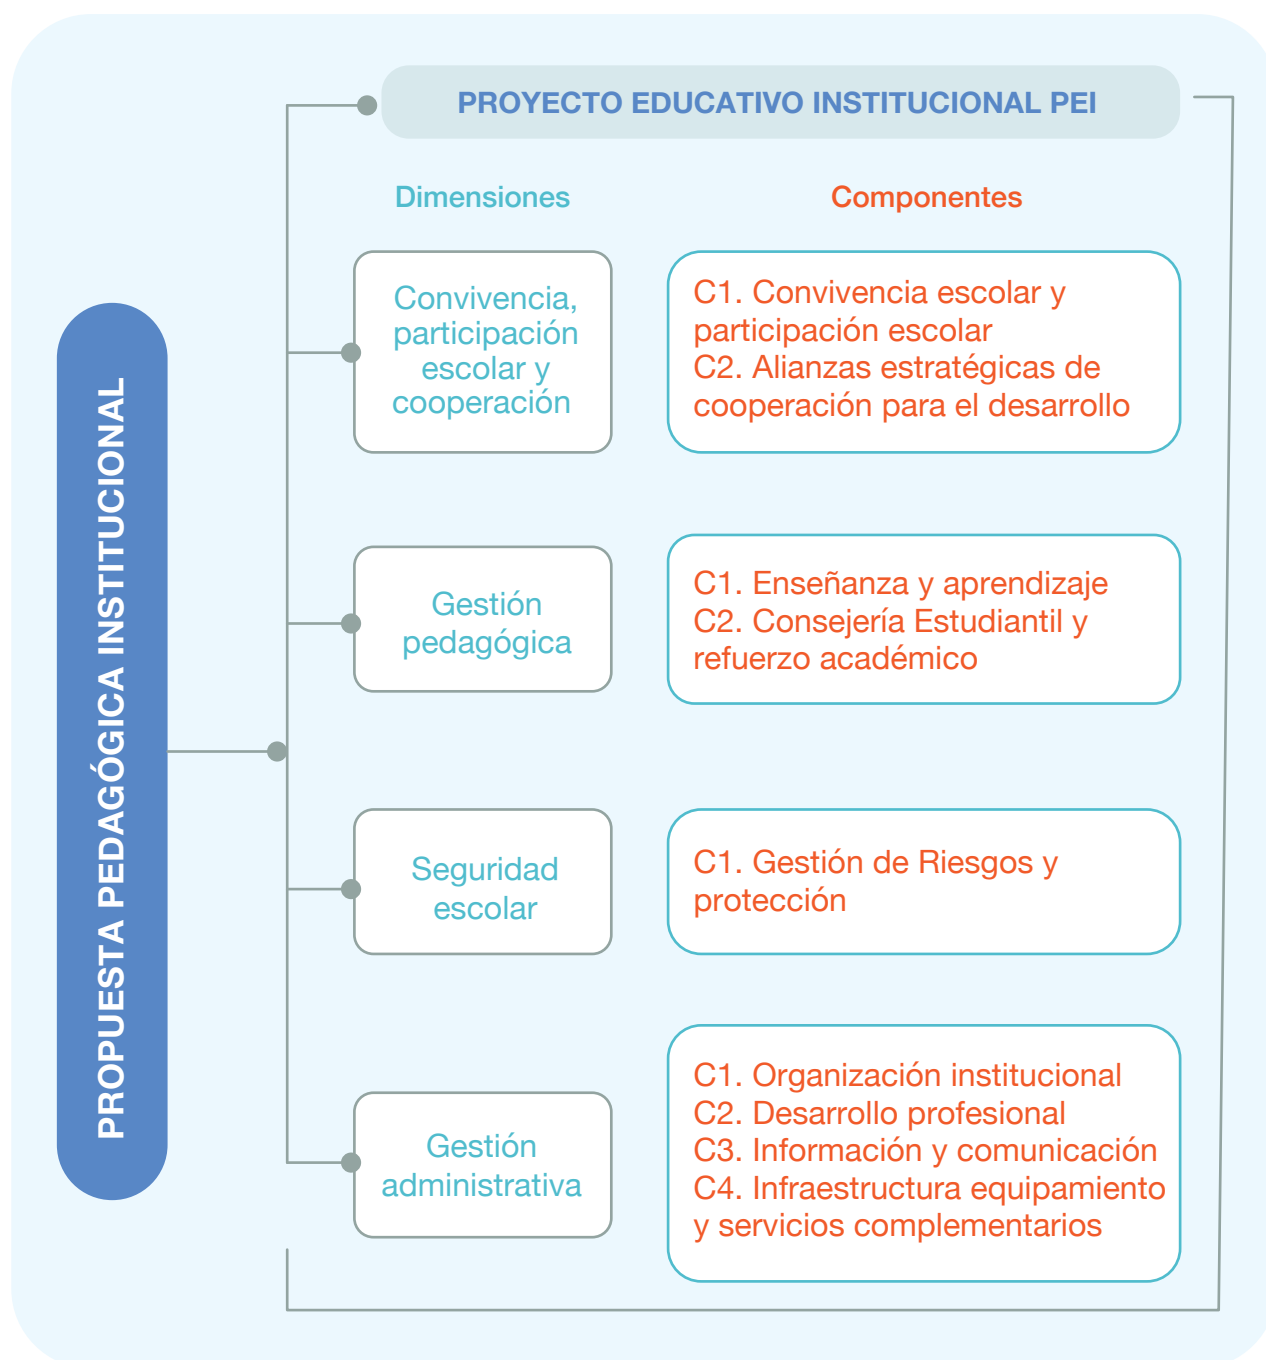 PROPUESTA PEDAGÓGICA INSTITUCIONAL
PROYECTO EDUCATIVO INSTITUCIONAL PEI
Dimensiones
Componentes
Convivencia,
participación
escolar y
cooperación
C1. Convivencia escolar y
participación escolar
C2. Alianzas estratégicas de
cooperación para el desarrollo
Gestión
pedagógica
C1. Enseñanza y aprendizaje
C2. Consejería Estudiantil y
refuerzo académico
Seguridad
escolar
C1. Gestión de Riesgos y
protección
Gestión
administrativa
C1. Organización institucional
C2. Desarrollo profesional
C3. Información y comunicación
C4. Infraestructura equipamiento
y servicios complementarios